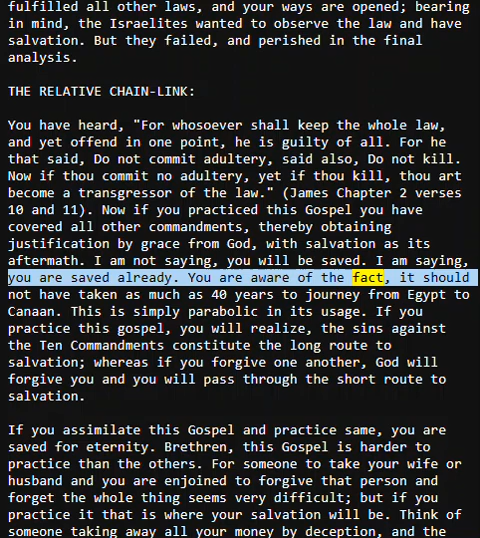 fulfilled all other laws, and your ways are opened; bearing
in mind, the Israelites wanted to observe the law and have
salvation. But they failed, and perished in the final
analysis.
THE RELATIVE CHAIN-LINK:
You have heard, "For whosoever shall keep the whole law,
and yet offend in one point, he is guilty of all. For he
that said, Do not commit adultery, said also, Do not kill.
Now if thou commit no adultery, yet if thou kill, thou art
become a transgressor of the law." (James Chapter 2 verses
10 and 11). Now if you practiced this Gospel you have
covered all other commandments, thereby obtaining
justification by grace from God, with salvation as its
aftermath. I am not saying, you will be saved. I am saying,
you are saved already. You are aware of the fact, it should
not have taken as much as 40 years to journey from Egypt to
Canaan. This is simply parabolic in its usage. If you
practice this gospel, you will realize, the sins against
the Ten Commandments constitute the long route to
salvation; whereas if you forgive one another, God will
forgive you and you will pass through the short route to
salvation.
If you assimilate this Gospel and practice same, you are
saved for eternity. Brethren, this Gospel is harder to
practice than the others. For someone to take your wife or
husband and you are enjoined to forgive that person and
forget the whole thing seems very difficult; but if you
practice it that is where your salvation will be. Think of
someone taking away all your money by deception, and the